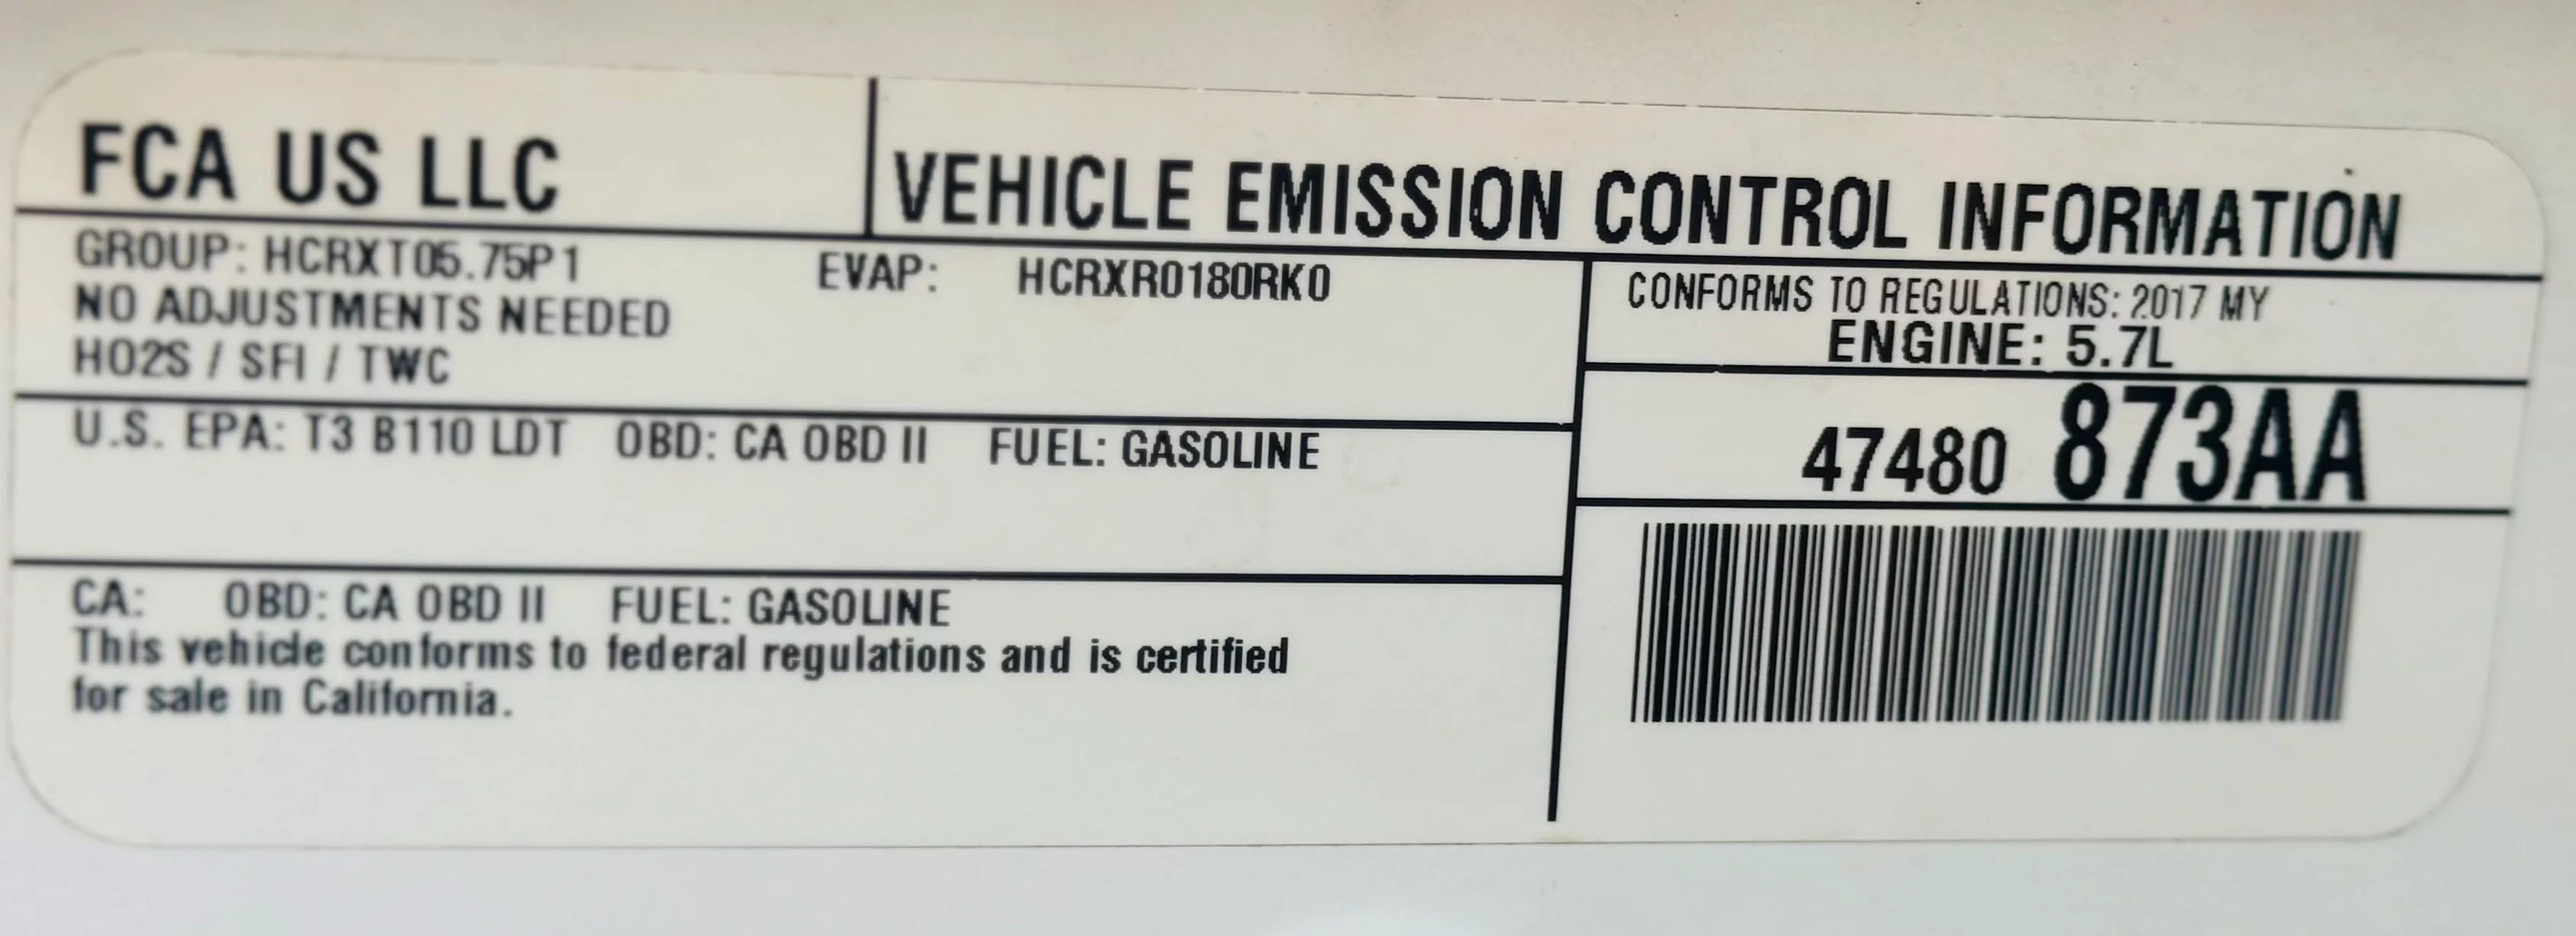 FCA US LLC
VEHICLE EMISSION CONTROL INFORMATION
GROUP: HCRXT05.75P1
EVAP: HCRXR0180RK0
NO ADJUSTMENTS NEEDED
HO2S / SFI / TWC
CONFORMS TO REGULATIONS: 2017 MY
ENGINE: 5.7L
U.S. EPA: T3 B110 LDT OBD: CA OBD II FUEL: GASOLINE
47480 873AA
CA: OBD: CA OBD II FUEL: GASOLINE
This vehicle conforms to federal regulations and is certified
for sale in California.